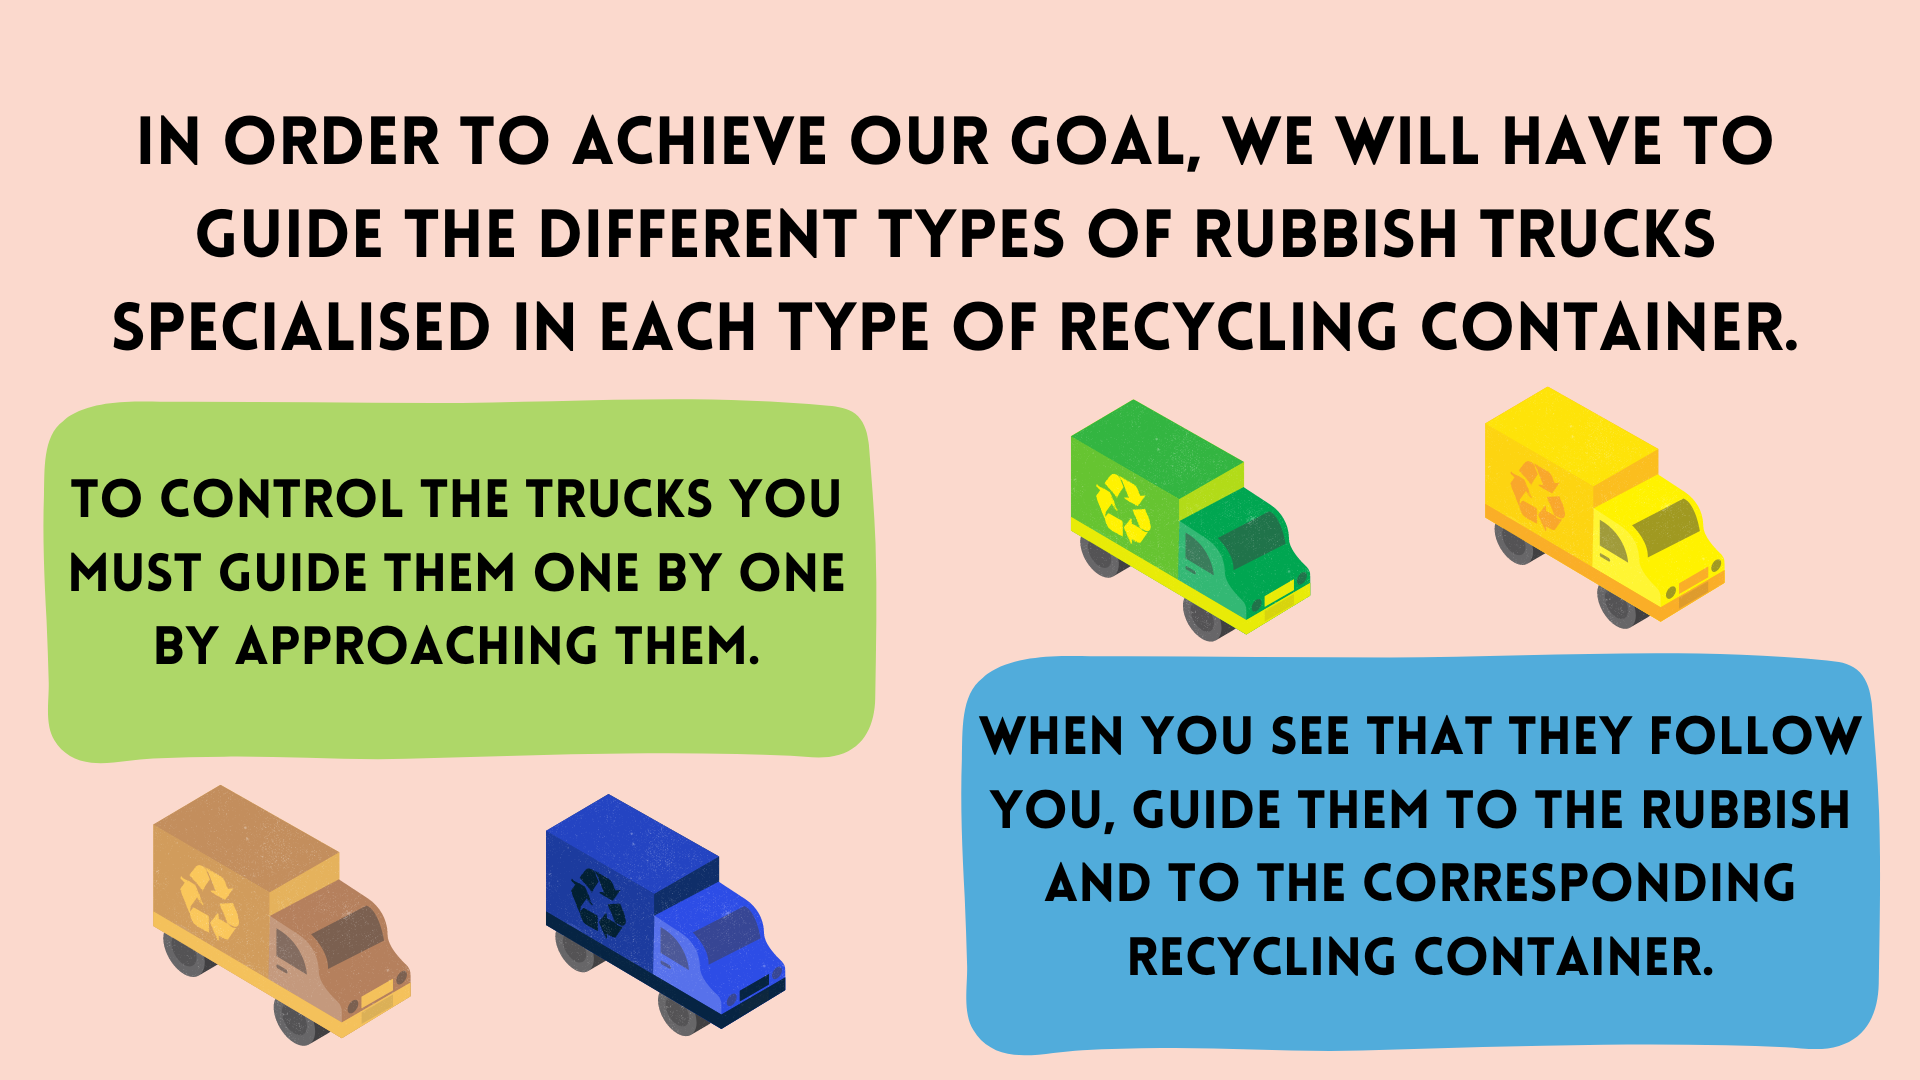 IN ORDER TO ACHIEVE OUR GOAL, WE WILL HAVE TO
GUIDE THE DIFFERENT TYPES OF RUBBISH TRUCKS
SPECIALISED IN EACH TYPE OF RECYCLING CONTAINER.
TO CONTROL THE TRUCKS YOU
MUST GUIDE THEM ONE BY ONE
BY APPROACHING THEM.
WHEN YOU SEE THAT THEY FOLLOW
YOU, GUIDE THEM TO THE RUBBISH
AND TO THE CORRESPONDING
RECYCLING CONTAINER.